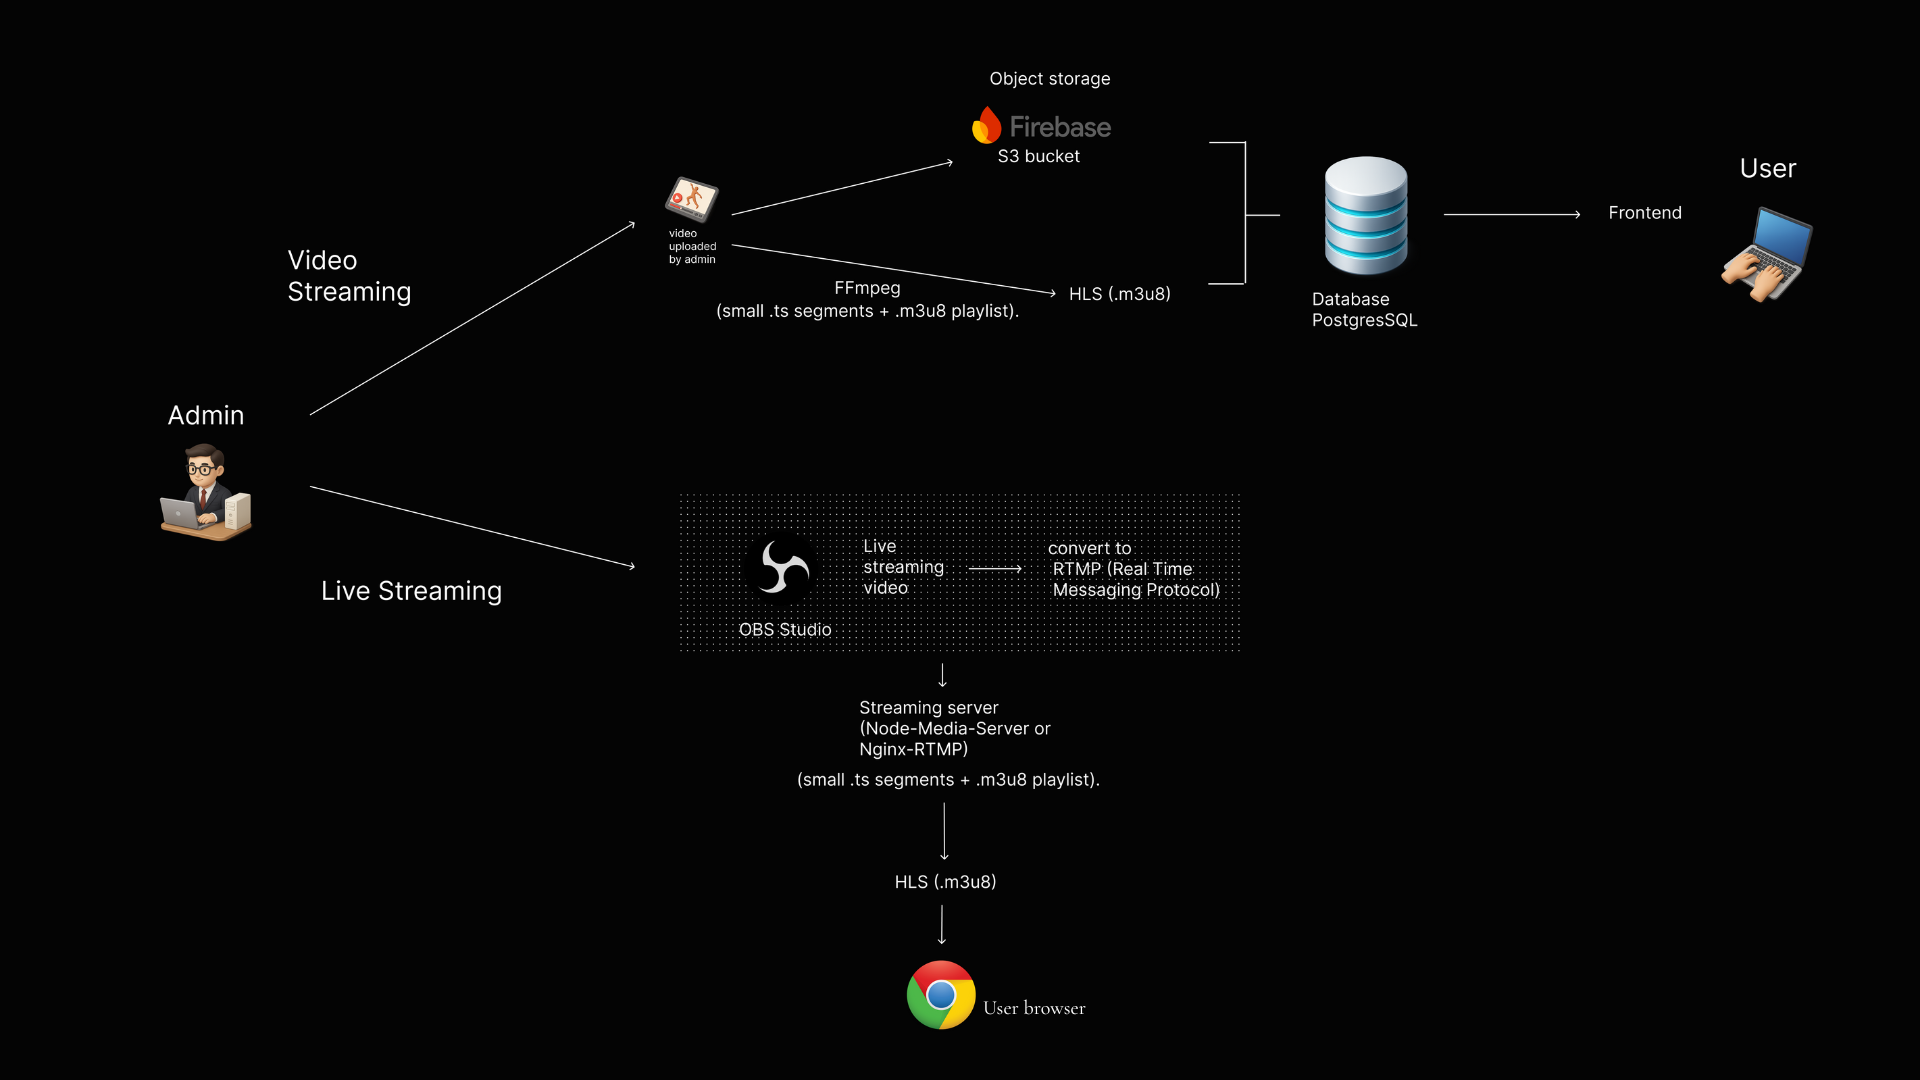 Object storage
Firebase
S3 bucket
User
video
uploaded
by admin
Frontend
Video
Streaming
FFmpeg
(small .ts segments + .m3u8 playlist).
HLS (.m3u8)
Database
PostgresSQL
Admin
Live Streaming
Live
streaming
video
convert to
RTMP (Real Time
Messaging Protocol)
OBS Studio
Streaming server
(Node-Media-Server or
Nginx-RTMP)
(small .ts segments + .m3u8 playlist).
HLS (.m3u8)
User browser